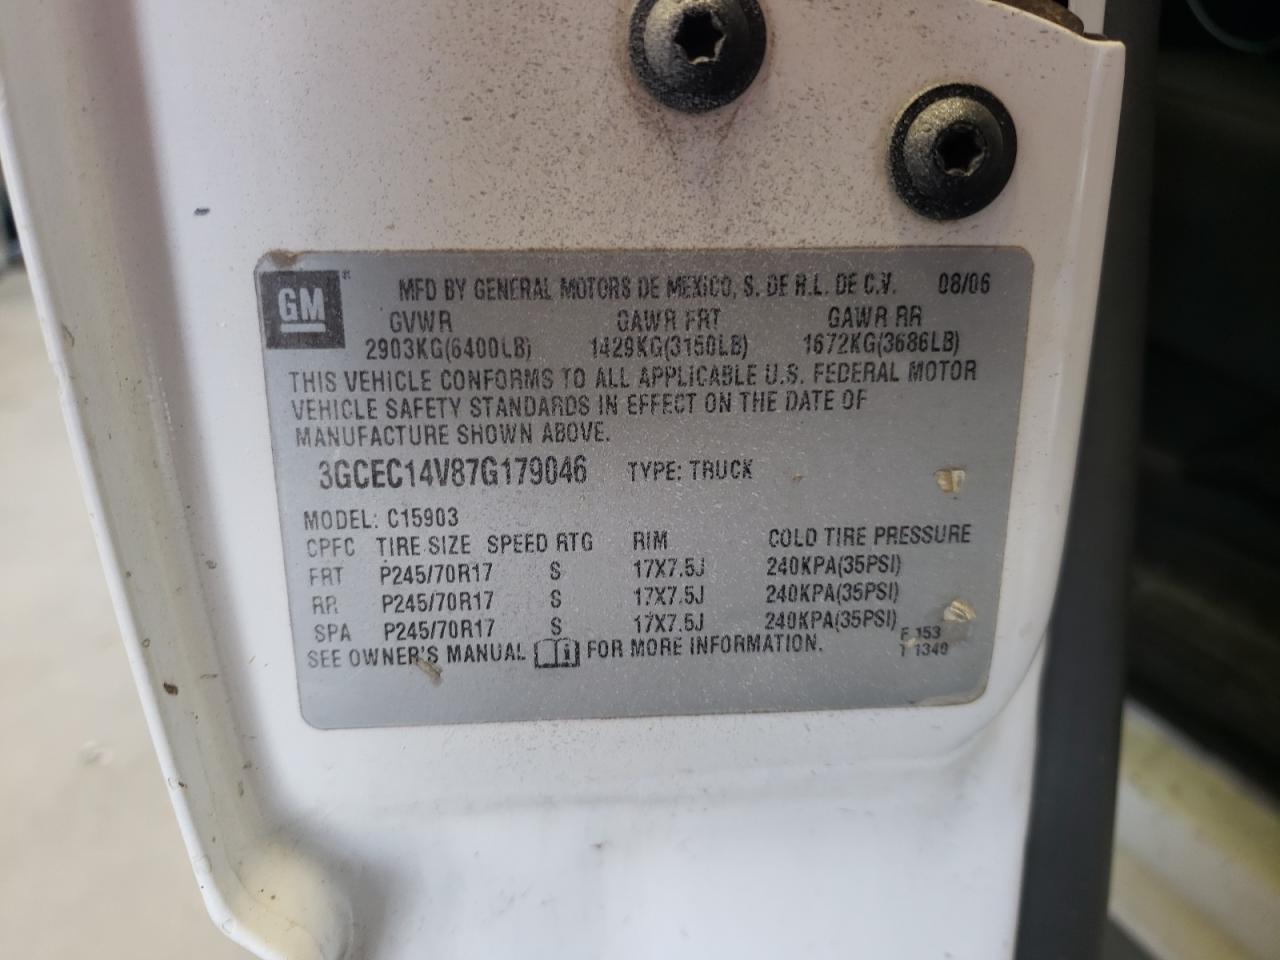 GM
MFD BY GENERAL MOTORS DE MEXICO, S. DE R.L. DE C.V. 08/06
GVWR GAWR FRT GAWR RR
2903KG(6400LB) 1429KG(3150LB) 1672KG(3686LB)
THIS VEHICLE CONFORMS TO ALL APPLICABLE U.S. FEDERAL MOTOR
VEHICLE SAFETY STANDARDS IN EFFECT ON THE DATE OF
MANUFACTURE SHOWN ABOVE.
3GCEC14V87G179046 TYPE: TRUCK
MODEL: C15903
CPFC TIRE SIZE SPEED RTG RIM COLD TIRE PRESSURE
FRT P245/70R17 S 17X7.5J 240KPA(35PSI)
RR P245/70R17 S 17X7.5J 240KPA(35PSI)
SPA P245/70R17 S 17X7.5J 240KPA(35PSI)
F 153
SEE OWNER'S MANUAL FOR MORE INFORMATION.
T 1349